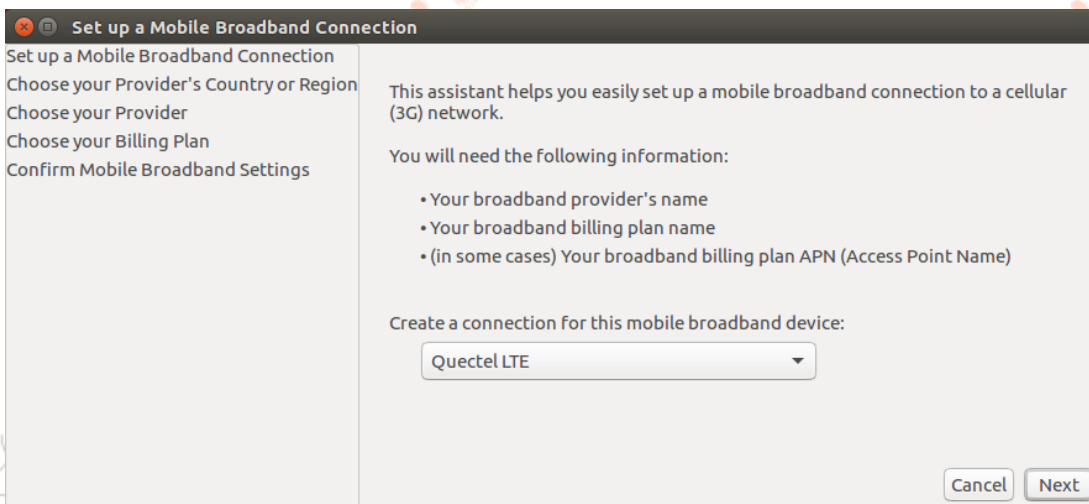 Set up a Mobile Broadband Connection
Set up a Mobile Broadband Connection
Choose your Provider's Country or Region
Choose your Provider
Choose your Billing Plan
Confirm Mobile Broadband Settings
This assistant helps you easily set up a mobile broadband connection to a cellular
(3G) network.
You will need the following information:
• Your broadband provider's name
• Your broadband billing plan name
• (in some cases) Your broadband billing plan APN (Access Point Name)
Create a connection for this mobile broadband device:
Quectel LTE
Cancel
Next